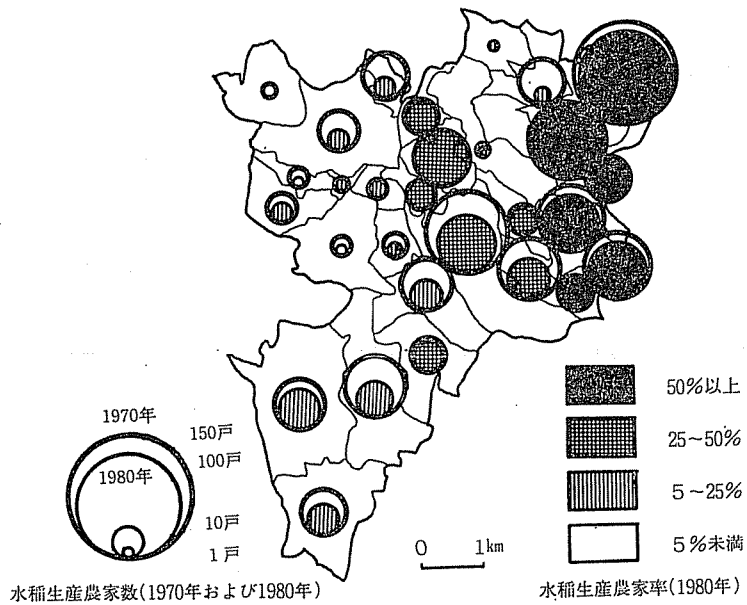 1970年
150戸
100戸
1980年
10戸
1戸
水稲生産農家数(1970年および1980年)
0 1km
50%以上
25~50%
5~25%
5%未満
水稲生産農家率(1980年)